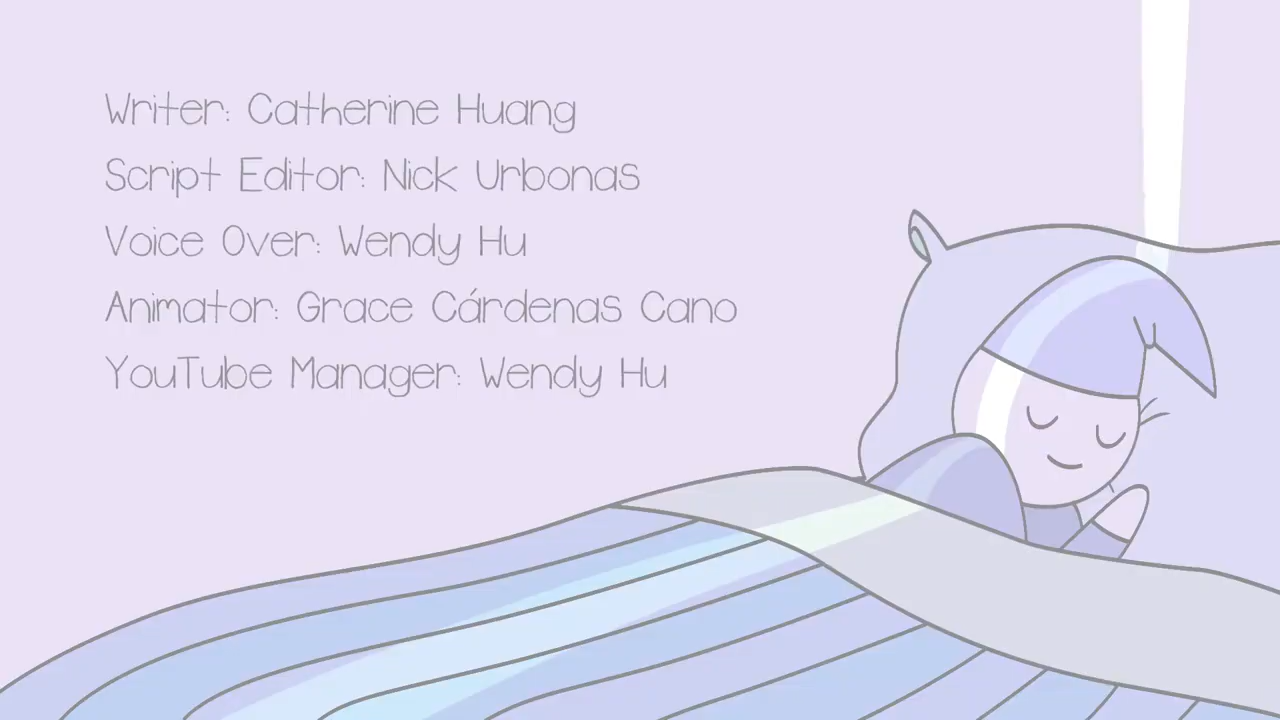 Writer: Catherine Huang
Script Editor: Nick Urbonas
Voice Over: Wendy Hu
Animator: Grace Cárdenas Cano
YouTube Manager: Wendy Hu